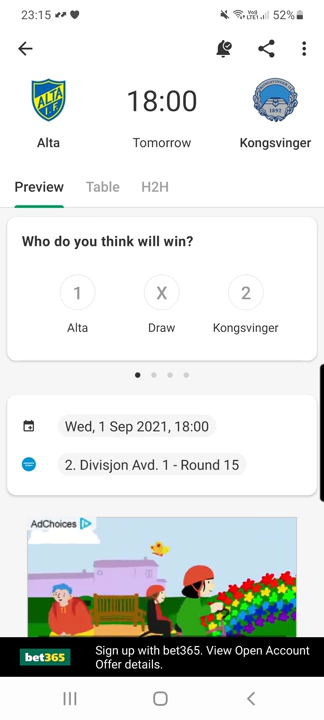 23:15
52%
ALTA
I.F
1892
18:00
Alta
Tomorrow
Kongsvinger
Preview
Table
H2H
Who do you think will win?
1
X
2
Alta
Draw
Kongsvinger
Wed, 1 Sep 2021, 18:00
2. Divisjon Avd. 1 - Round 15
AdChoices
bet365
Sign up with bet365. View Open Account
Offer details.